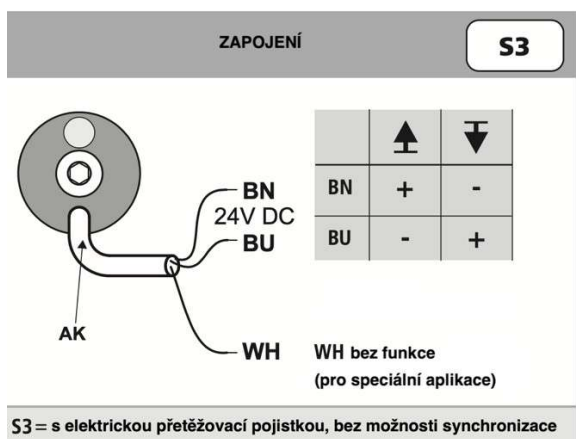 ZAPOJENÍ
S3
BN
24V DC
BU
AK
WH
BN + -
BU - +
WH bez funkce
(pro speciální aplikace)
S3 = s elektrickou přetěžovací pojistkou, bez možnosti synchronizace